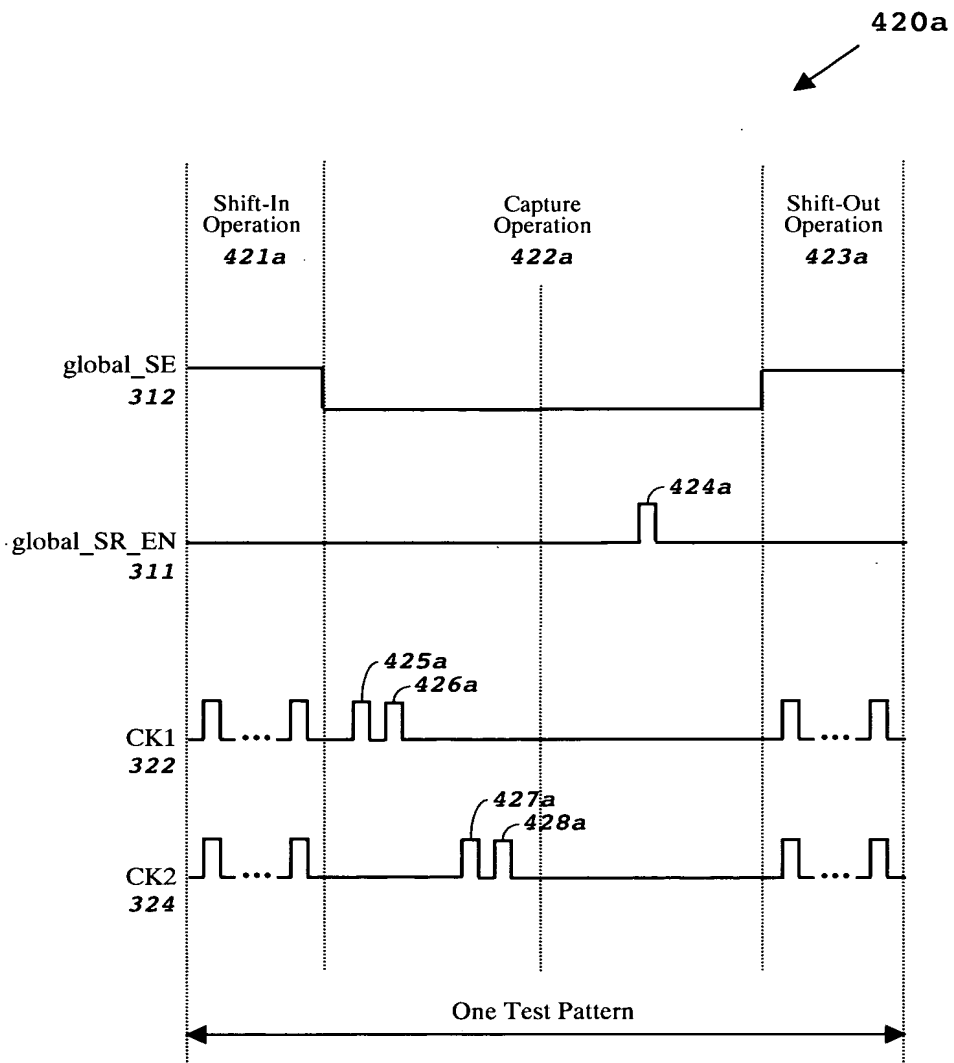 420a
Shift-In
Operation
421a
Capture
Operation
422a
Shift-Out
Operation
423a
global_SE
312
424a
global_SR_EN
311
425a
426a
CK1
322
427a
428a
CK2
324
One Test Pattern